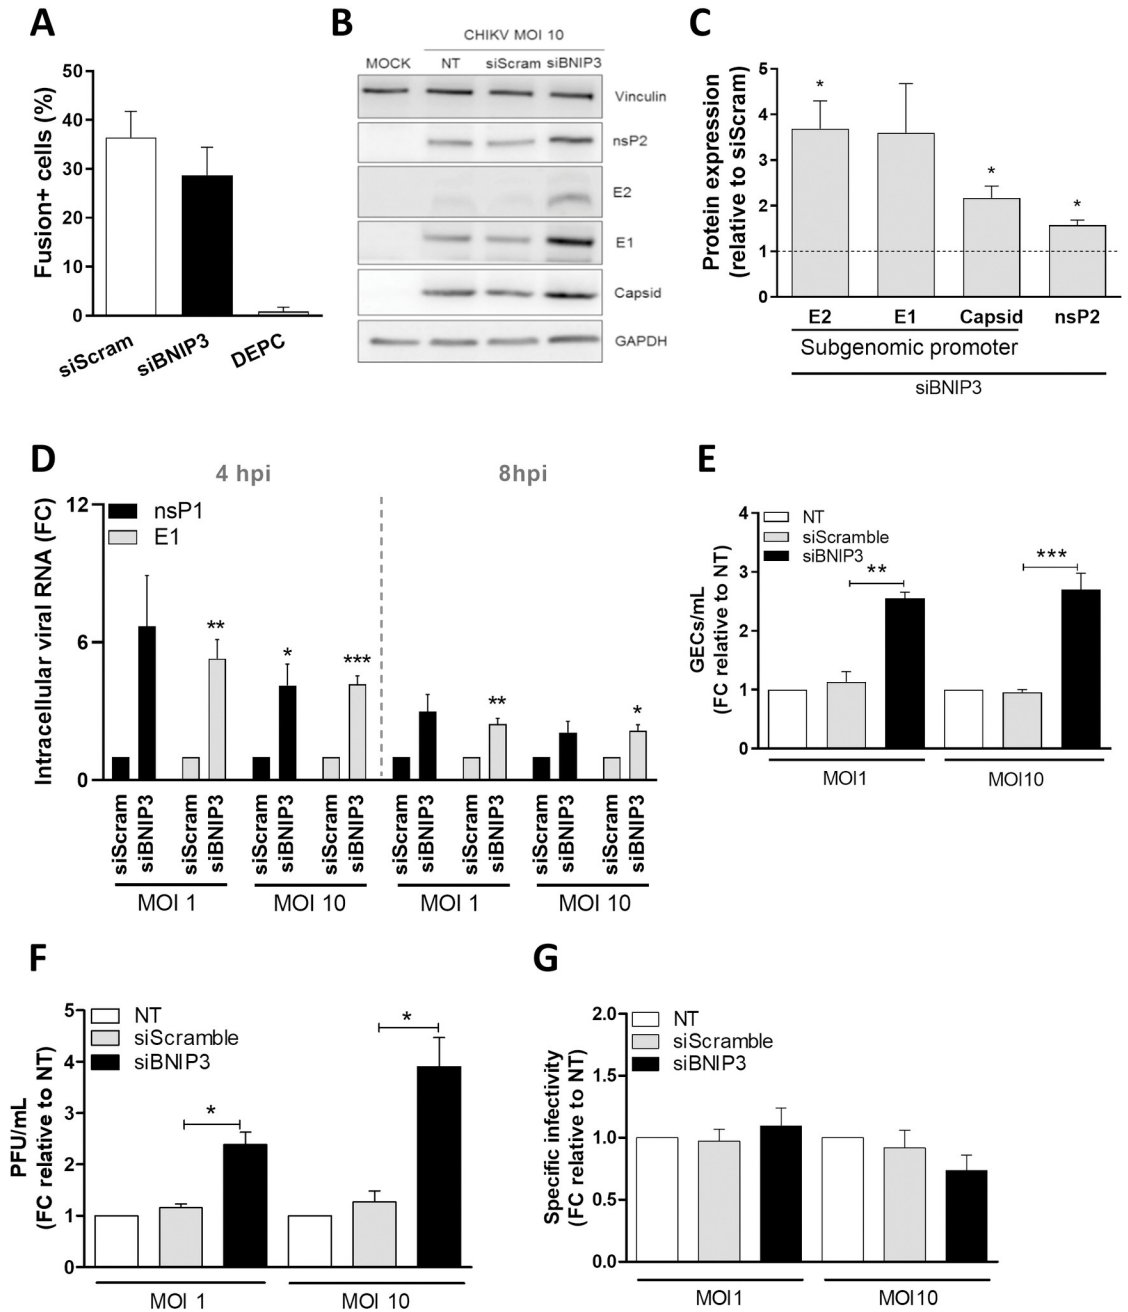 A
Fusion+ cells (%)
50
40
30
20
10
0
siScram
siBNIP3
DEPC
B
CHIKV MOI 10
MOCK NT siScram siBNIP3
Vinculin
nsP2
E2
E1
Capsid
GAPDH
C
Protein expression
(relative to siScram)
5
4
3
2
1
0
*
*
*
E2 E1 Capsid nsP2
Subgenomic promoter
siBNIP3
D
4 hpi 8hpi
Intracellular viral RNA (FC)
12
6
0
nsP1
E1
**
*
***
**
*
siScram siBNIP3 siScram siBNIP3 siScram siBNIP3 siScram siBNIP3 siScram siBNIP3 siScram siBNIP3 siScram siBNIP3 siScram siBNIP3
MOI 1 MOI 10 MOI 1 MOI 10
E
GECs/mL
(FC relative to NT)
4
3
2
1
0
NT
siScramble
siBNIP3
** ***
MOI1 MOI10
F
PFU/mL
(FC relative to NT)
5
4
3
2
1
0
NT
siScramble
siBNIP3
* *
MOI 1 MOI 10
G
Specific infectivity
(FC relative to NT)
2.0
1.5
1.0
0.5
0.0
NT
siScramble
siBNIP3
MOI1 MOI10